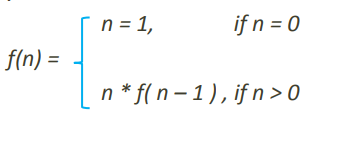 n = 1, if n = 0
f(n) =
n * f( n – 1 ) , if n > 0